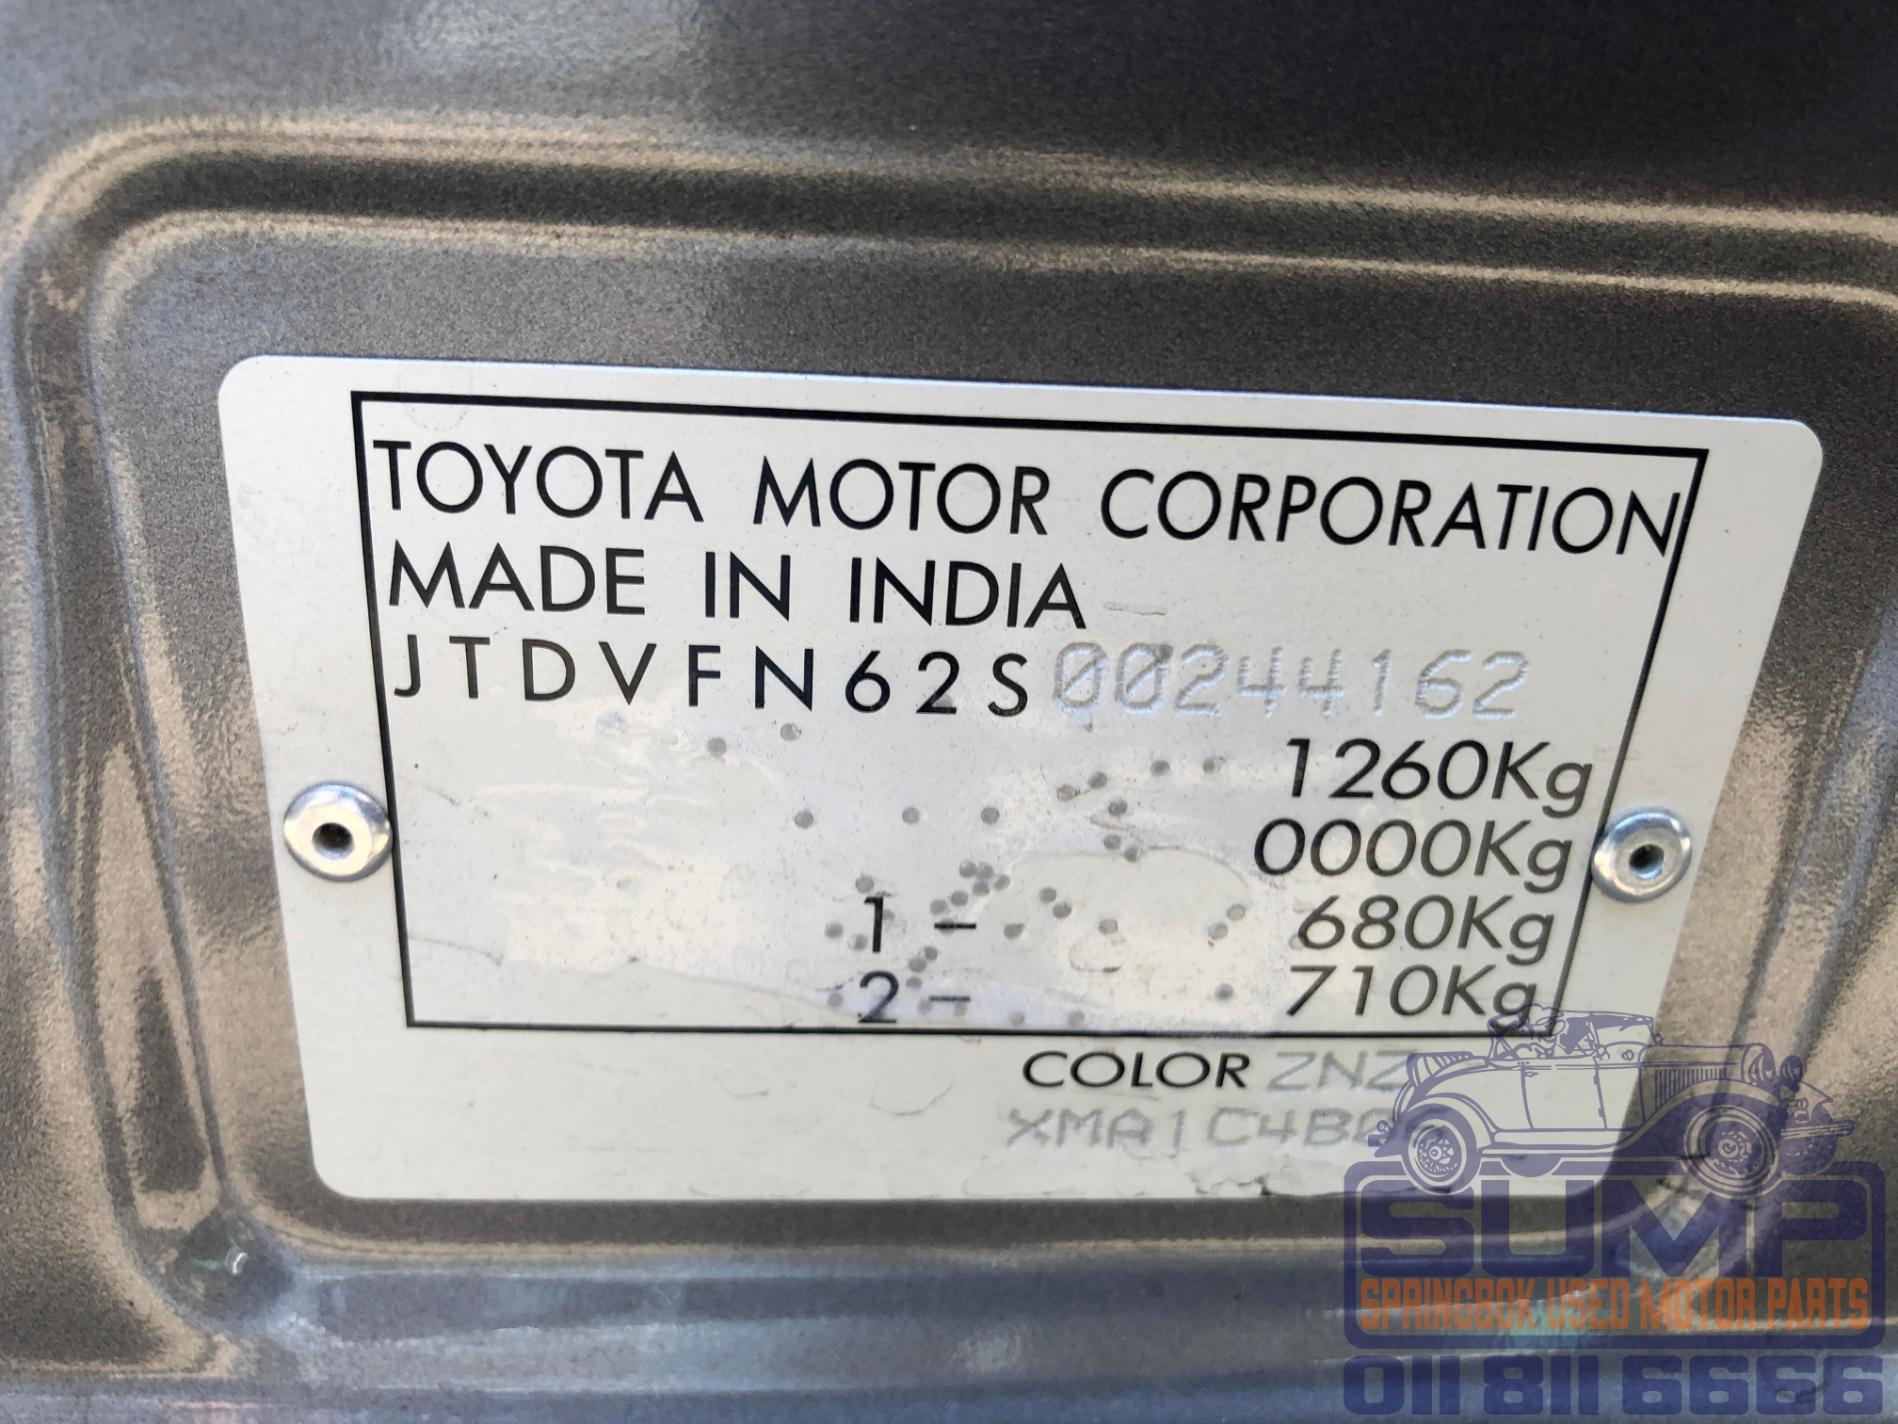 TOYOTA MOTOR CORPORATION
MADE IN INDIA
JTDVFN62S00244162
1260Kg
0000Kg
1 - 680Kg
2 - 710Kg
COLOR ZNZ
SUMP
SPRINGBOK USED MOTOR PARTS
011 811 6666